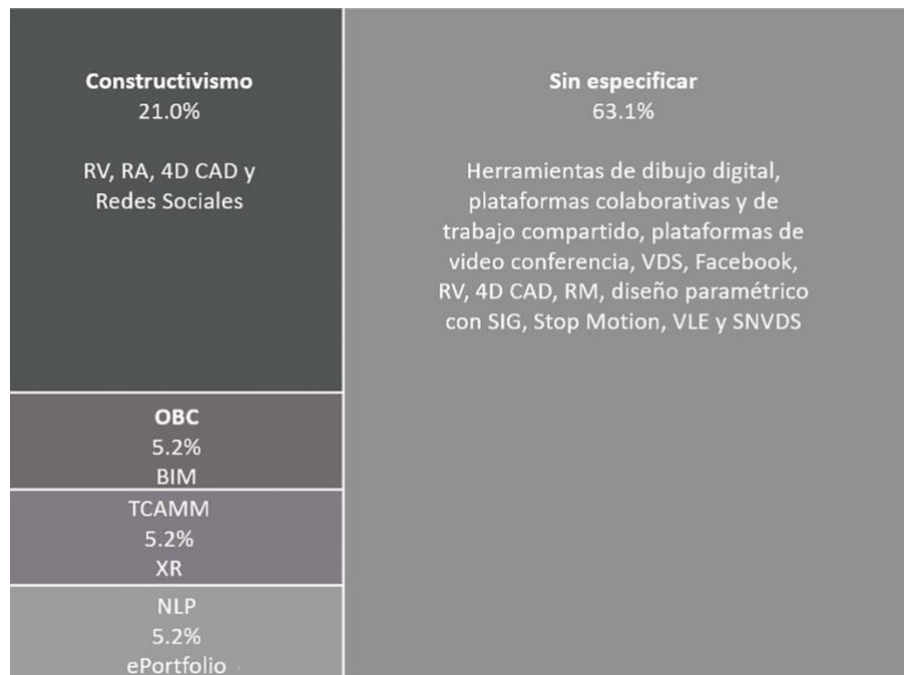 Constructivismo
21.0%
RV, RA, 4D CAD y
Redes Sociales
OBC
5.2%
BIM
TCAMM
5.2%
XR
NLP
5.2%
ePortfolio
Sin especificar
63.1%
Herramientas de dibujo digital,
plataformas colaborativas y de
trabajo compartido, plataformas de
video conferencia, VDS, Facebook,
RV, 4D CAD, RM, diseño paramétrico
con SIG, Stop Motion, VLE y SNVDS